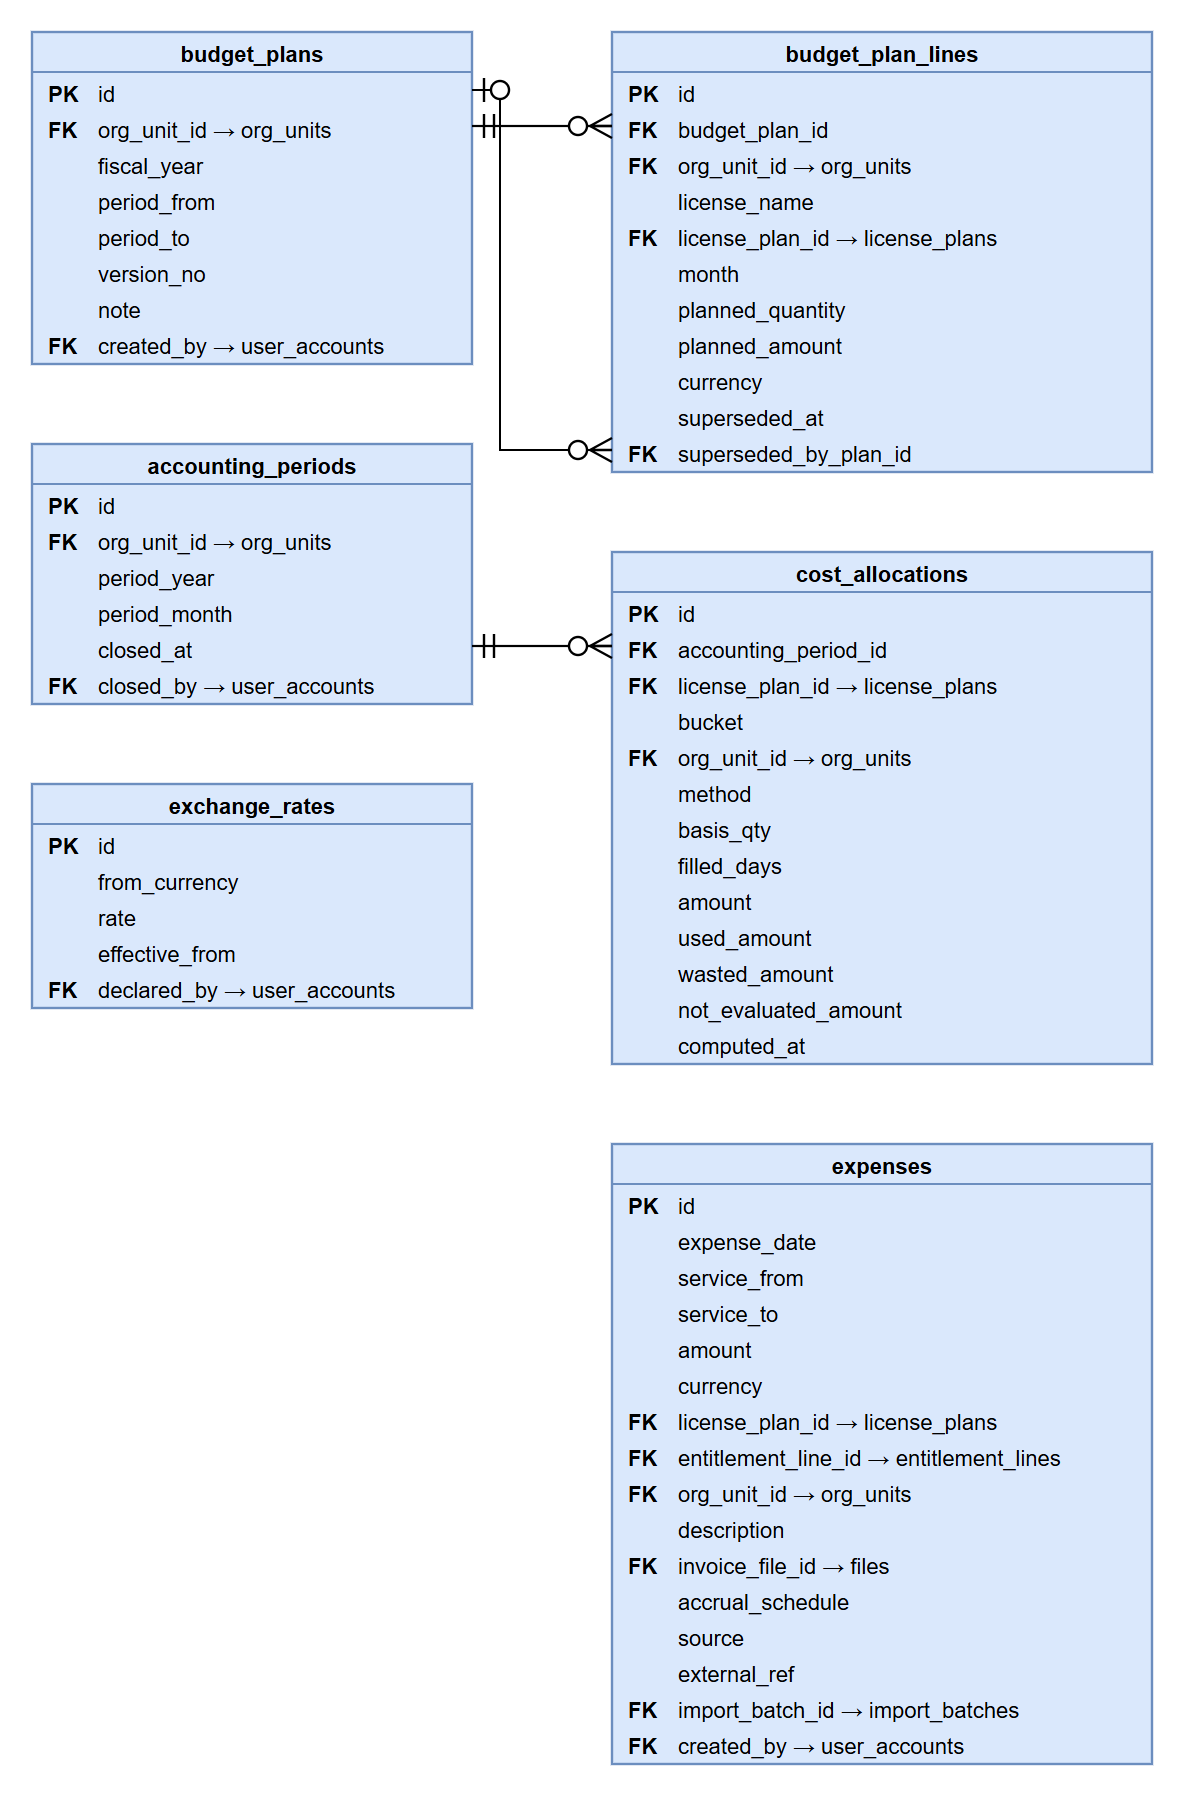 budget_plans
PK id
FK org_unit_id → org_units
fiscal_year
period_from
period_to
version_no
note
FK created_by → user_accounts
budget_plan_lines
PK id
FK budget_plan_id
FK org_unit_id → org_units
license_name
FK license_plan_id → license_plans
month
planned_quantity
planned_amount
currency
superseded_at
FK superseded_by_plan_id
accounting_periods
PK id
FK org_unit_id → org_units
period_year
period_month
closed_at
FK closed_by → user_accounts
cost_allocations
PK id
FK accounting_period_id
FK license_plan_id → license_plans
bucket
FK org_unit_id → org_units
method
basis_qty
filled_days
amount
used_amount
wasted_amount
not_evaluated_amount
computed_at
exchange_rates
PK id
from_currency
rate
effective_from
FK declared_by → user_accounts
expenses
PK id
expense_date
service_from
service_to
amount
currency
FK license_plan_id → license_plans
FK entitlement_line_id → entitlement_lines
FK org_unit_id → org_units
description
FK invoice_file_id → files
accrual_schedule
source
external_ref
FK import_batch_id → import_batches
FK created_by → user_accounts